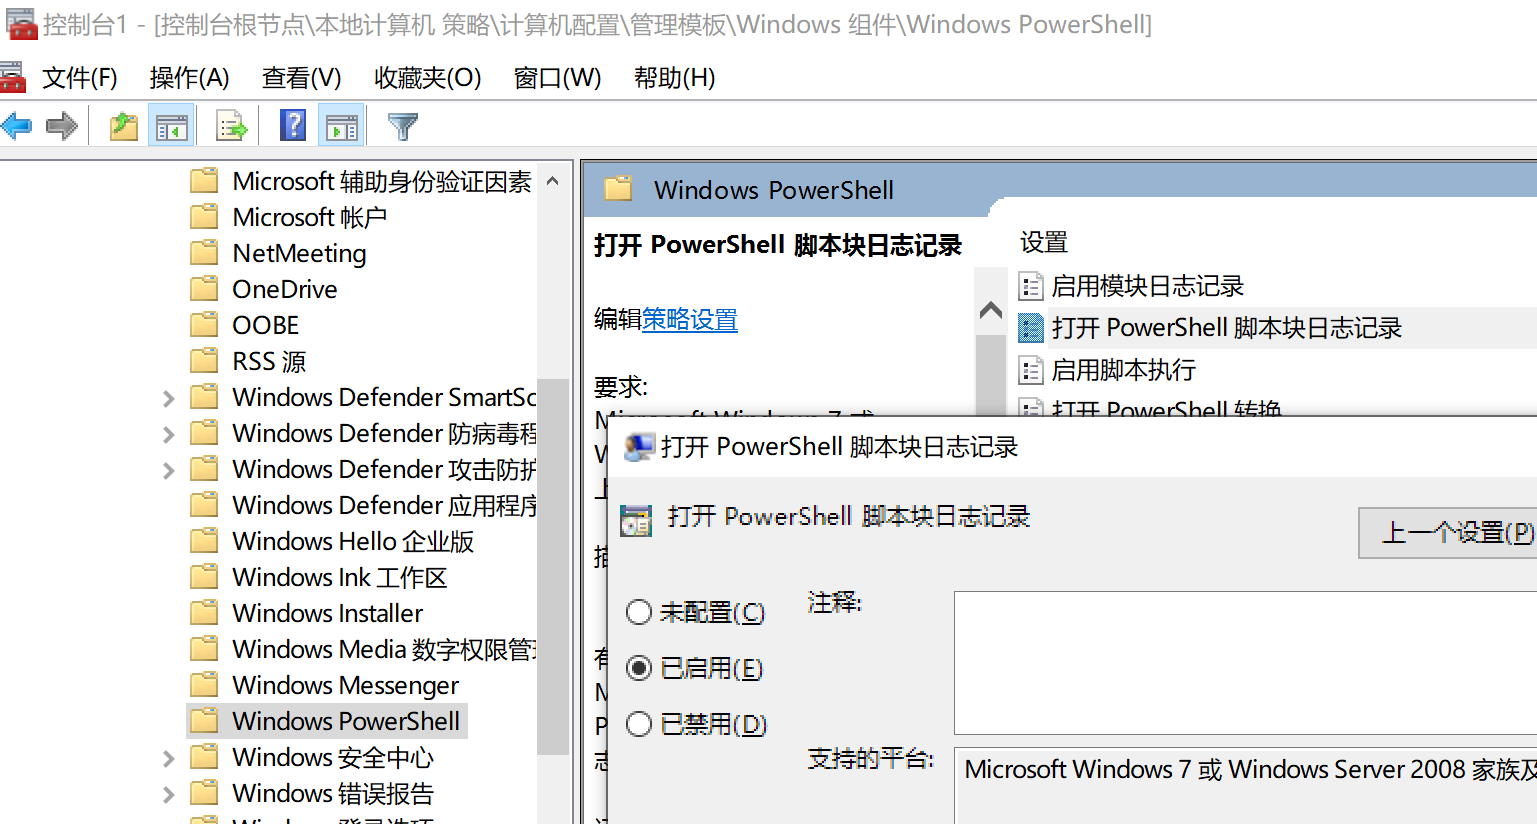 控制台1 - [控制台根节点\本地计算机 策略\计算机配置\管理模板\Windows 组件\Windows PowerShell]
文件(F) 操作(A) 查看(V) 收藏夹(O) 窗口(W) 帮助(H)
Microsoft 辅助身份验证因素
Microsoft 帐户
NetMeeting
OneDrive
OOBE
RSS 源
Windows Defender SmartSc
Windows Defender 防病毒程
Windows Defender 攻击防护
Windows Defender 应用程序
Windows Hello 企业版
Windows Ink 工作区
Windows Installer
Windows Media 数字权限管
Windows Messenger
Windows PowerShell
Windows 安全中心
Windows 错误报告
Windows PowerShell
打开 PowerShell 脚本块日志记录
编辑策略设置
要求:
Microsoft Windows 7 或
设置
启用模块日志记录
打开 PowerShell 脚本块日志记录
启用脚本执行
打开 PowerShell 转换
打开 PowerShell 脚本块日志记录
打开 PowerShell 脚本块日志记录
上一个设置(P)
未配置(C)
已启用(E)
已禁用(D)
注释:
支持的平台:
Microsoft Windows 7 或 Windows Server 2008 家族及